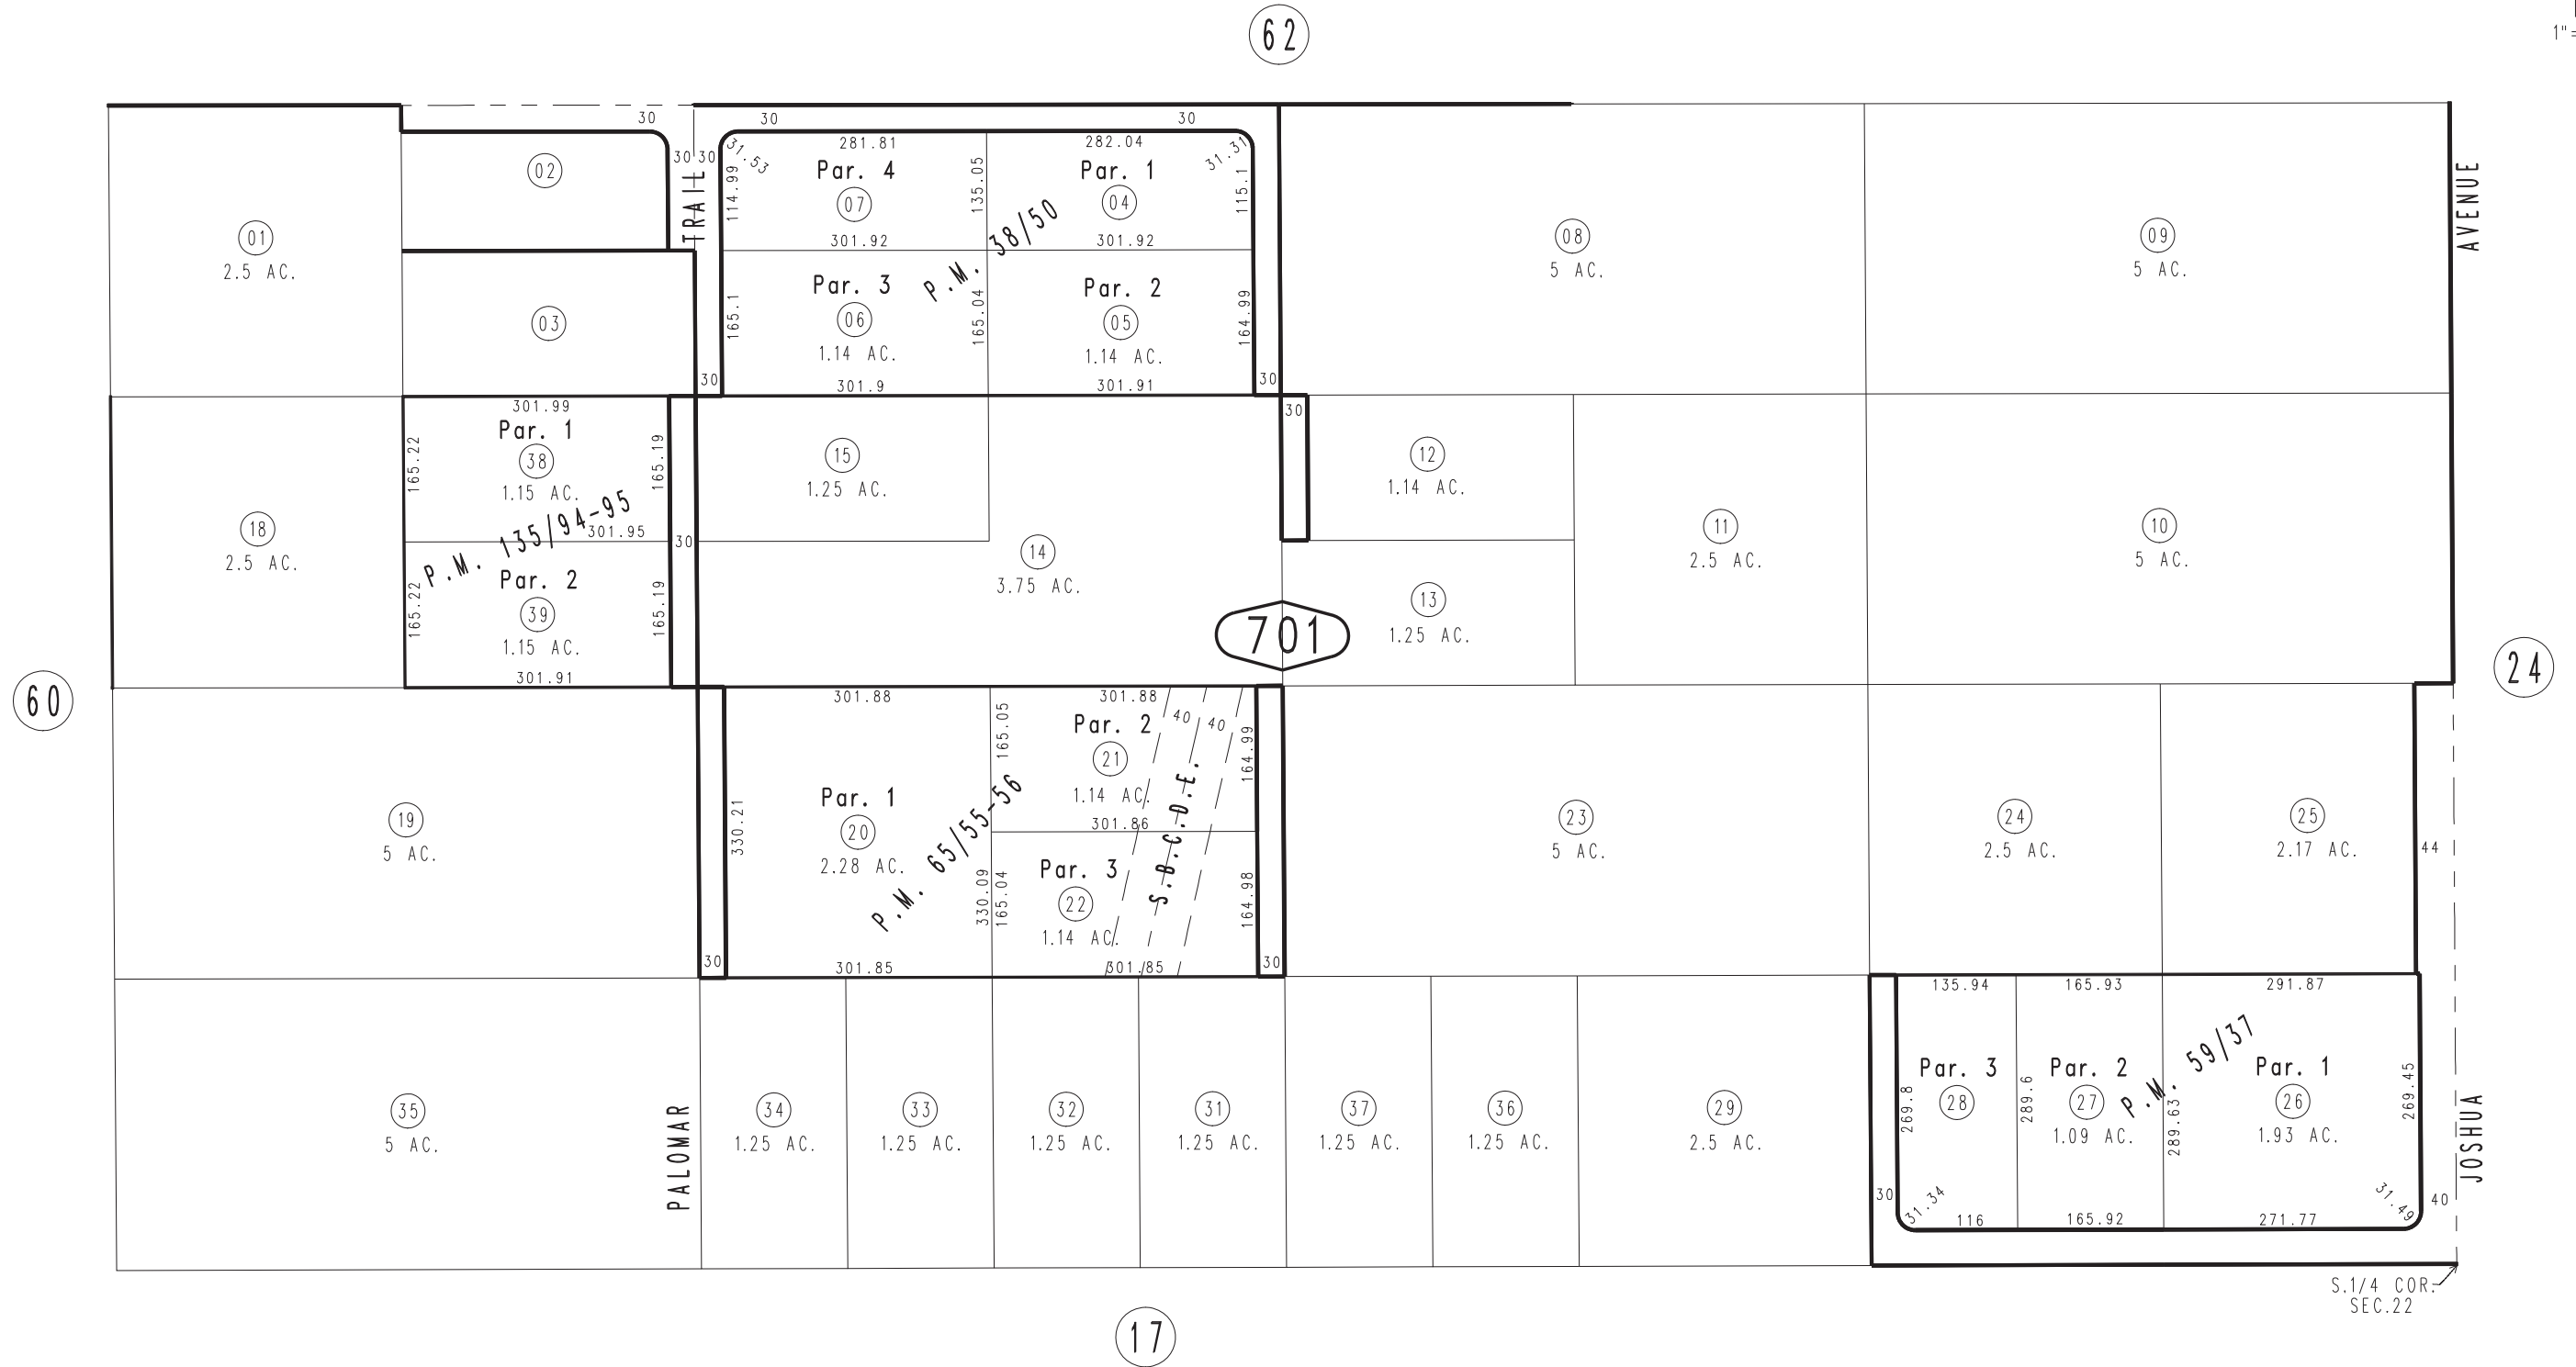 62
1"=
30
30
30
30 30
TRAIL
31.53
281.81
282.04
31.31
02
Par. 4
Par. 1
114.99
135.05
115.1
07
04
P.M. 38/50
01
2.5 AC.
301.92
301.92
08
5 AC.
09
5 AC.
AVENUE
03
Par. 3
Par. 2
165.1
165.04
164.99
06
05
1.14 AC.
1.14 AC.
30
301.9
301.91
30
301.99
30
Par. 1
165.22
165.19
38
1.15 AC.
15
1.25 AC.
12
1.14 AC.
P.M. 135/94-95
301.95
30
18
2.5 AC.
14
3.75 AC.
11
2.5 AC.
10
5 AC.
Par. 2
165.22
165.19
39
1.15 AC.
13
1.25 AC.
701
301.91
60
24
301.88
301.88
40
40
Par. 2
165.05
164.99
21
1.14 AC.
S.B.C.D.E.
301.86
Par. 1
330.21
20
2.28 AC.
P.M. 65/55-56
19
5 AC.
23
5 AC.
24
2.5 AC.
25
2.17 AC.
44
Par. 3
330.09
165.04
164.98
22
1.14 AC.
30
301.85
301.85
30
135.94
165.93
291.87
P.M. 59/37
Par. 3
Par. 2
Par. 1
269.8
289.6
289.63
269.45
28
27
26
1.09 AC.
1.93 AC.
35
5 AC.
PALOMAR
34
1.25 AC.
33
1.25 AC.
32
1.25 AC.
31
1.25 AC.
37
1.25 AC.
36
1.25 AC.
29
2.5 AC.
JOSHUA
30
31.34
116
165.92
271.77
31.49
40
S.1/4 COR.
SEC.22
17